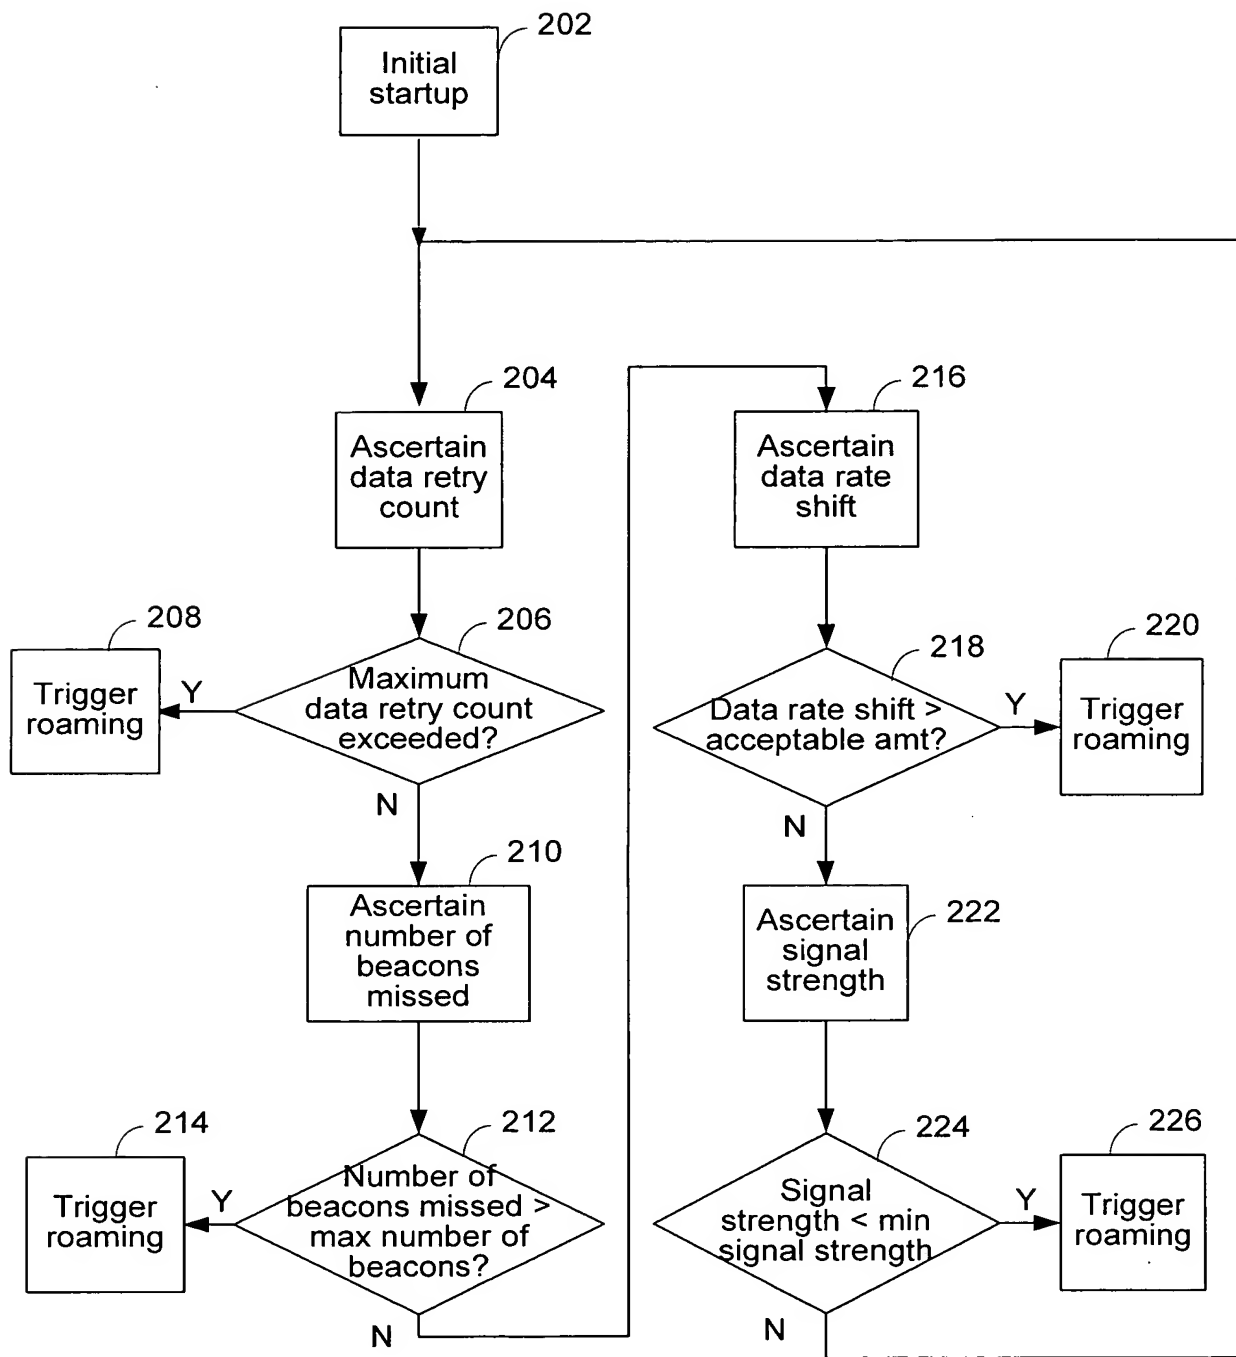 202
Initial
startup
204
Ascertain
data retry
count
206
Maximum
data retry count
exceeded?
208
Trigger
roaming
Y
N
210
Ascertain
number of
beacons
missed
212
Number of
beacons missed >
max number of
beacons?
214
Trigger
roaming
Y
N
216
Ascertain
data rate
shift
218
Data rate shift >
acceptable amt?
Y
220
Trigger
roaming
N
222
Ascertain
signal
strength
224
Signal
strength < min
signal strength
Y
226
Trigger
roaming
N